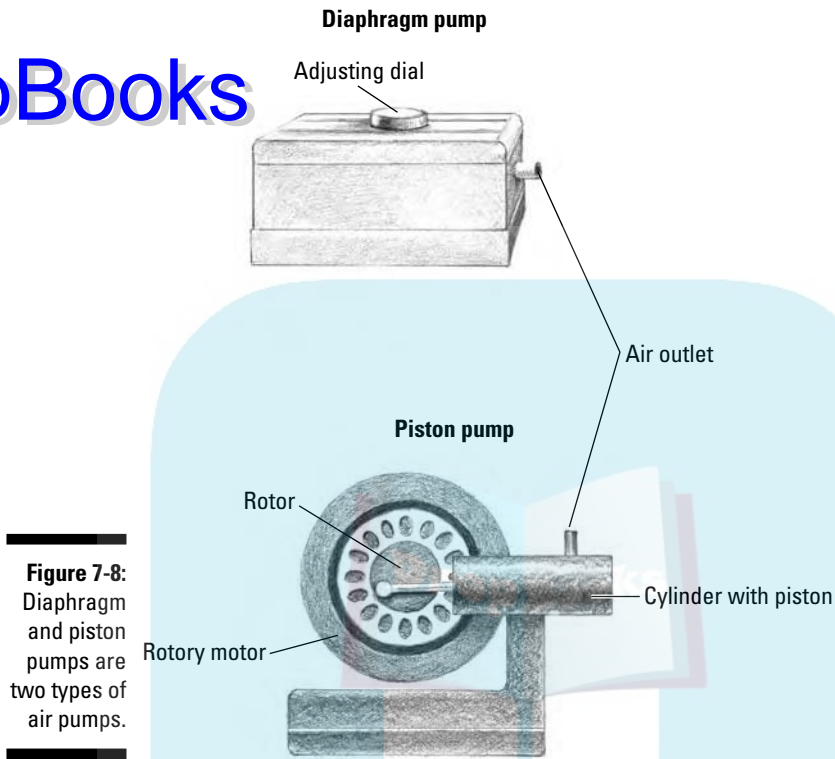 Diaphragm pump
oBooks
Adjusting dial
Air outlet
Piston pump
Rotor
Cylinder with piston
Rotory motor
Figure 7-8:
Diaphragm
and piston
pumps are
two types of
air pumps.